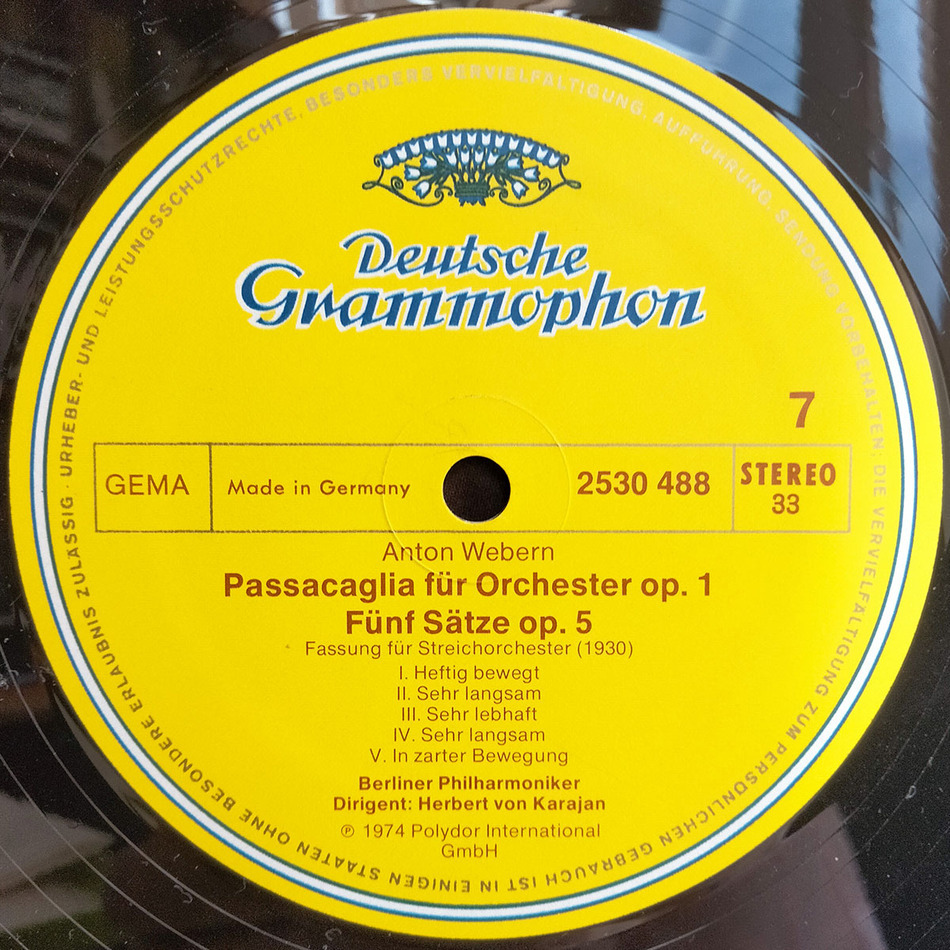 Deutsche
Grammophon
7
GEMA
Made in Germany
2530 488
STEREO
33
Anton Webern
Passacaglia für Orchester op. 1
Fünf Sätze op. 5
Fassung für Streichorchester (1930)
I. Heftig bewegt
II. Sehr langsam
III. Sehr lebhaft
IV. Sehr langsam
V. In zarter Bewegung
Berliner Philharmoniker
Dirigent: Herbert von Karajan
℗ 1974 Polydor International
GmbH
URHEBER- UND LEISTUNGSSCHUTZRECHTE, BESONDERS VERVIELFÄLTIGUNG, AUFFÜHRUNG, SENDUNG VORBEHALTEN; DIE VERVIELFÄLTIGUNG ZUM PERSÖNLICHEN GEBRAUCH IST IN EINIGEN STAATEN OHNE BESONDERE ERLAUBNIS ZULÄSSIG ·